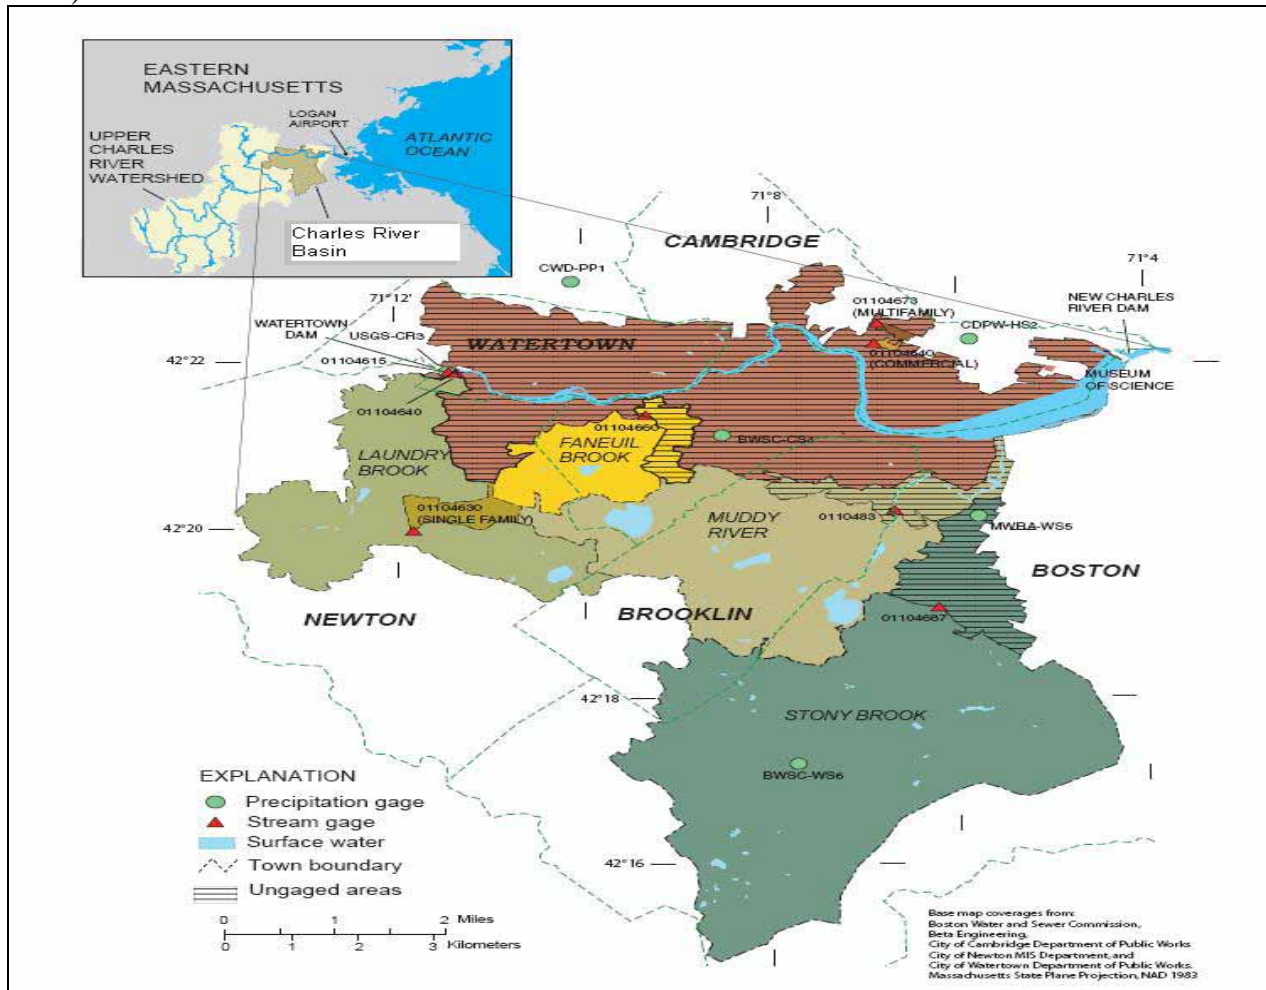 EASTERN
MASSACHUSETTS
LOGAN
AIRPORT
ATLANTIC
OCEAN
UPPER
CHARLES
RIVER
WATERSHED
Charles River
Basin
71°8
CAMBRIDGE
71°4
CWD-PP1
71°12'
NEW CHARLES
RIVER DAM
01104673
(MULTIFAMILY)
WATERTOWN
DAM
USGS-CR3
WATERTOWN
CDPW-HS2
42°22
01104615
01104640
(COMMERCIAL)
MUSEUM
OF SCIENCE
01104640
01104660
BWSC-CS4
FANEUIL
BROOK
LAUNDRY
BROOK
42°20
01104630
(SINGLE FAMILY)
MUDDY
RIVER
0110483
MWRA-WS5
BOSTON
NEWTON
BROOKLIN
01104687
42°18
STONY BROOK
BWSC-WS6
EXPLANATION
Precipitation gage
Stream gage
Surface water
Town boundary
Ungaged areas
42°16
0 1 2 Miles
0 1 2 3 Kilometers
Base map coverages from:
Boston Water and Sewer Commission,
Beta Engineering,
City of Cambridge Department of Public Works
City of Newton MIS Department, and
City of Watertown Department of Public Works.
Massachusetts State Plane Projection, NAD 1983